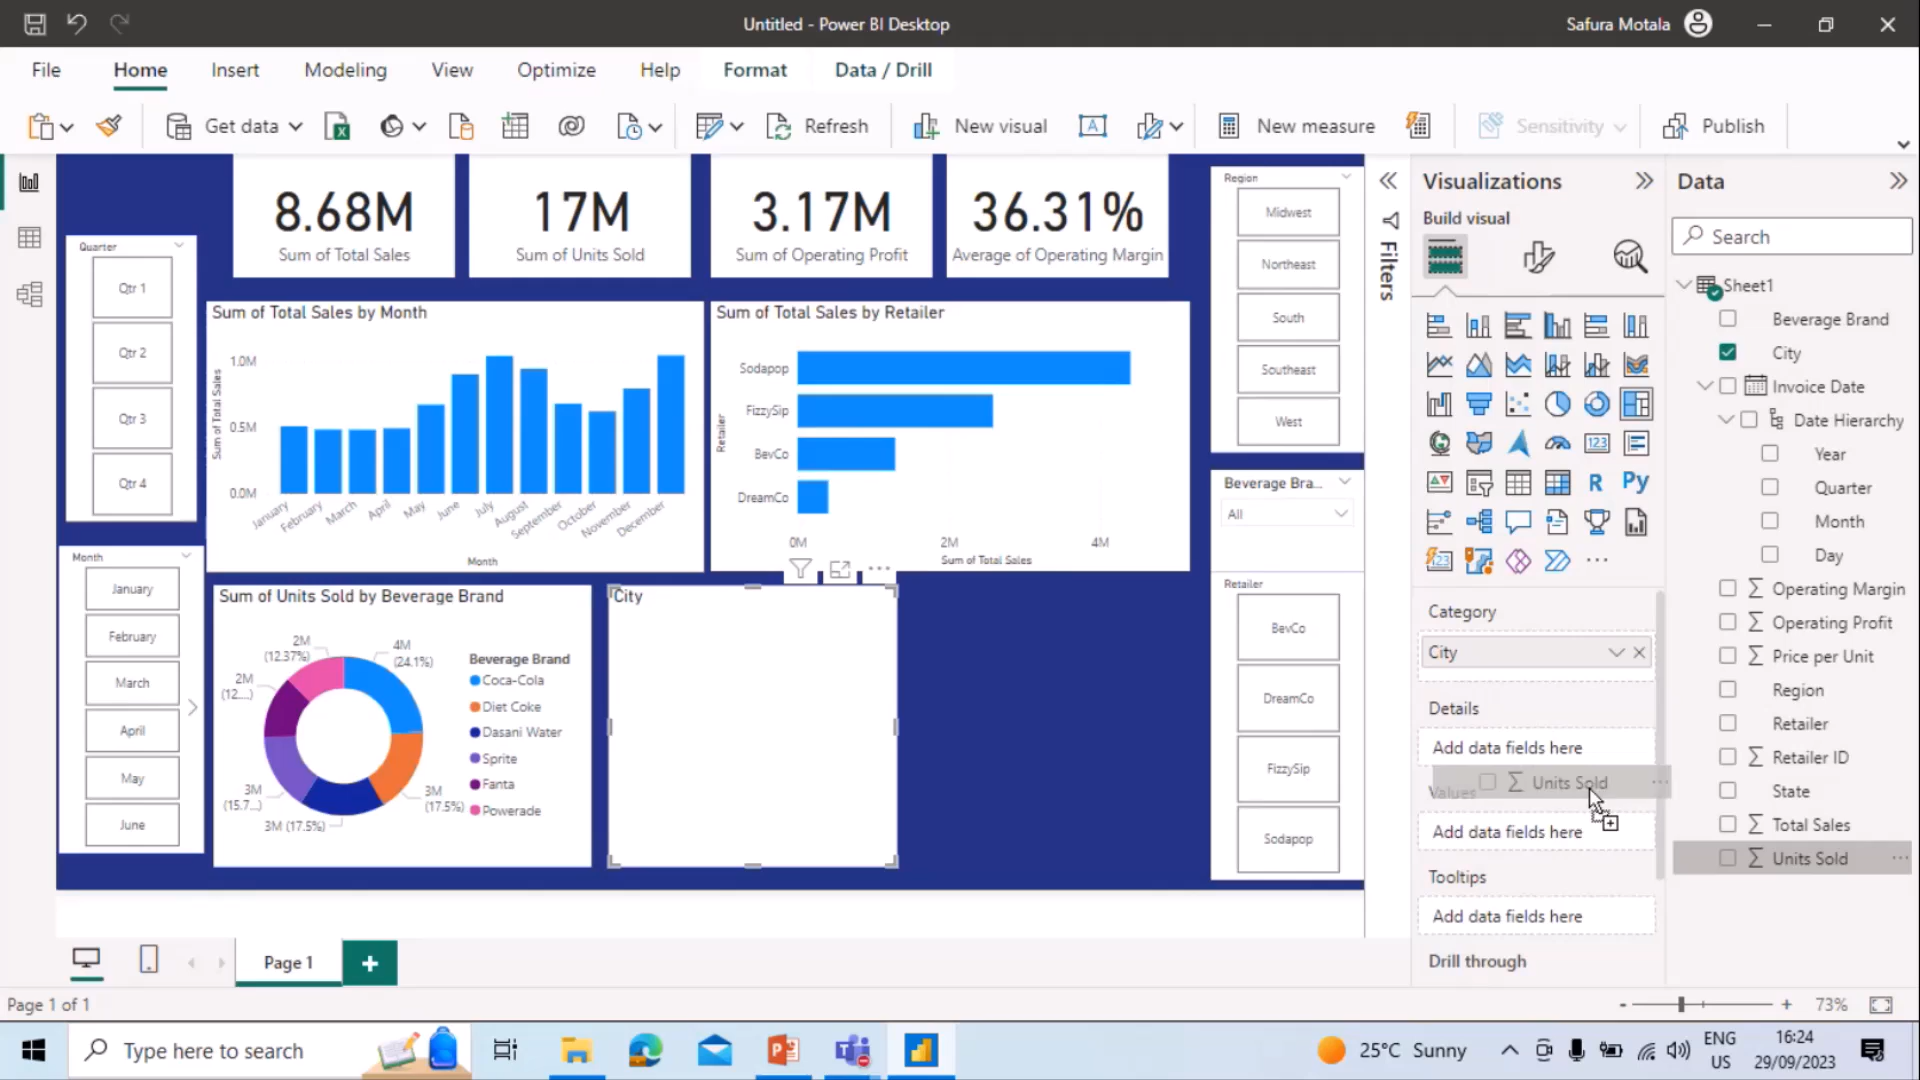 Untitled - Power BI Desktop
Safura Motala
File
Home
Insert
Modeling
View
Optimize
Help
Format
Data / Drill
Get data
Refresh
New visual
New measure
Sensitivity
Publish
8.68M
Sum of Total Sales
17M
Sum of Units Sold
3.17M
Sum of Operating Profit
36.31%
Average of Operating Margin
Quarter
Qtr 1
Qtr 2
Qtr 3
Qtr 4
Month
January
February
March
April
May
June
Sum of Total Sales by Month
Sum of Total Sales
1.0M
0.5M
0.0M
January
February
March
April
May
June
July
August
September
October
November
December
Month
Sum of Total Sales by Retailer
Retailer
Sodapop
FizzySip
BevCo
DreamCo
0M
2M
4M
Sum of Total Sales
Sum of Units Sold by Beverage Brand
2M
(12.37%)
4M
(24.1%)
2M
(12....)
3M
(15.7...)
3M (17.5%)
3M
(17.5%)
Beverage Brand
Coca-Cola
Diet Coke
Dasani Water
Sprite
Fanta
Powerade
City
Region
Midwest
Northeast
South
Southeast
West
Beverage Bra...
All
Retailer
BevCo
DreamCo
FizzySip
Sodapop
Filters
Visualizations
Build visual
123
R
Py
123
Category
City
Details
Add data fields here
Values
Units Sold
Add data fields here
Tooltips
Add data fields here
Drill through
Data
Search
Sheet1
Beverage Brand
City
Invoice Date
Date Hierarchy
Year
Quarter
Month
Day
Operating Margin
Operating Profit
Price per Unit
Region
Retailer
Retailer ID
State
Total Sales
Units Sold
Page 1
Page 1 of 1
73%
Type here to search
25°C Sunny
ENG
US
16:24
29/09/2023